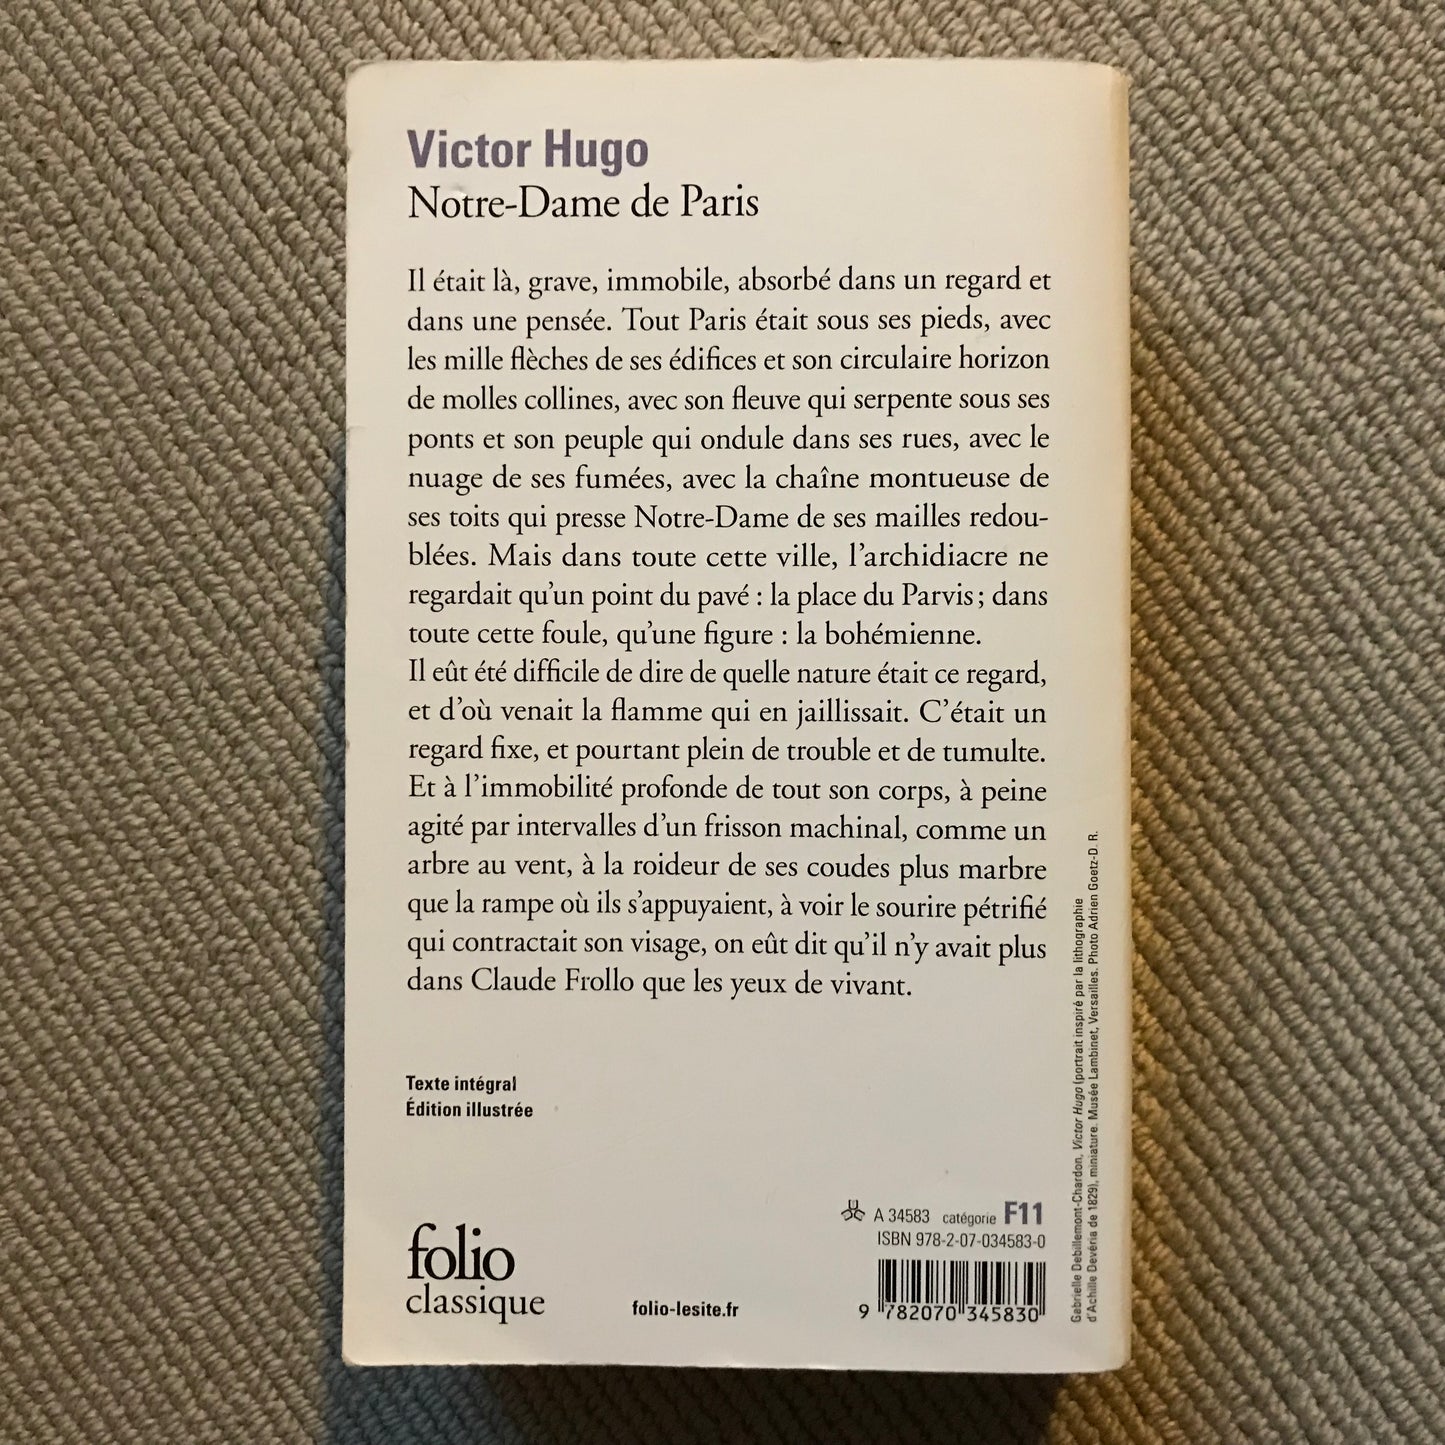 Victor Hugo
Notre-Dame de Paris
Il était là, grave, immobile, absorbé dans un regard et
dans une pensée. Tout Paris était sous ses pieds, avec
les mille flèches de ses édifices et son circulaire horizon
de molles collines, avec son fleuve qui serpente sous ses
ponts et son peuple qui ondule dans ses rues, avec le
nuage de ses fumées, avec la chaîne montueuse de
ses toits qui presse Notre-Dame de ses mailles redou-
blées. Mais dans toute cette ville, l'archidiacre ne
regardait qu'un point du pavé : la place du Parvis ; dans
toute cette foule, qu'une figure : la bohémienne.
Il eût été difficile de dire de quelle nature était ce regard,
et d'où venait la flamme qui en jaillissait. C'était un
regard fixe, et pourtant plein de trouble et de tumulte.
Et à l'immobilité profonde de tout son corps, à peine
agité par intervalles d'un frisson machinal, comme un
arbre au vent, à la roideur de ses coudes plus marbre
que la rampe où ils s'appuyaient, à voir le sourire pétrifié
qui contractait son visage, on eût dit qu'il n'y avait plus
dans Claude Frollo que les yeux de vivant.
Texte intégral
Édition illustrée
folio
classique
folio-lesite.fr
A 34583 catégorie F11
ISBN 978-2-07-034583-0
9 782070 345830
Gabrielle Debillemont-Chardon, Victor Hugo (portrait inspiré par la lithographie
d'Achille Devéria de 1829), miniature. Musée Lambinet, Versailles. Photo Adrien Goetz-D. R.